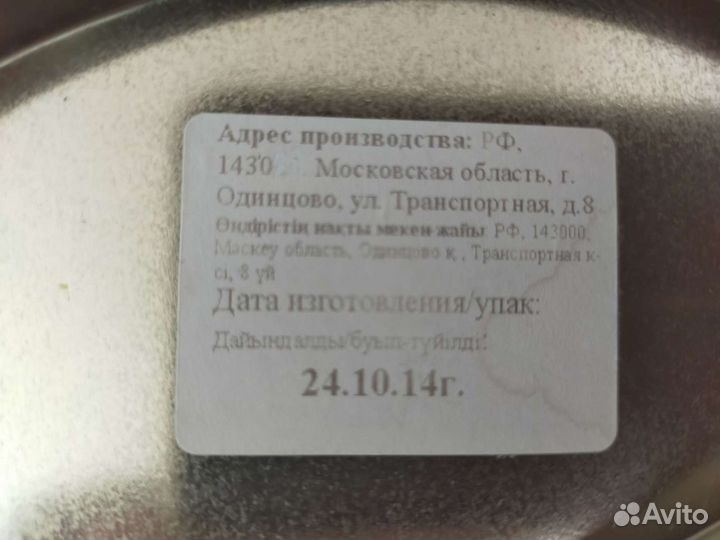 Адрес производства: РФ,
1430 Московская область, г.
Одинцово, ул. Транспортная, д.8
Өндірістің нақты мекен-жайы: РФ, 143000,
Мәскеу область, Одинцово қ., Транспортная к-
сі, 8 үй
Дата изготовления/упак:
Дайындалды/буып-түйілді:
24.10.14г.
Avito